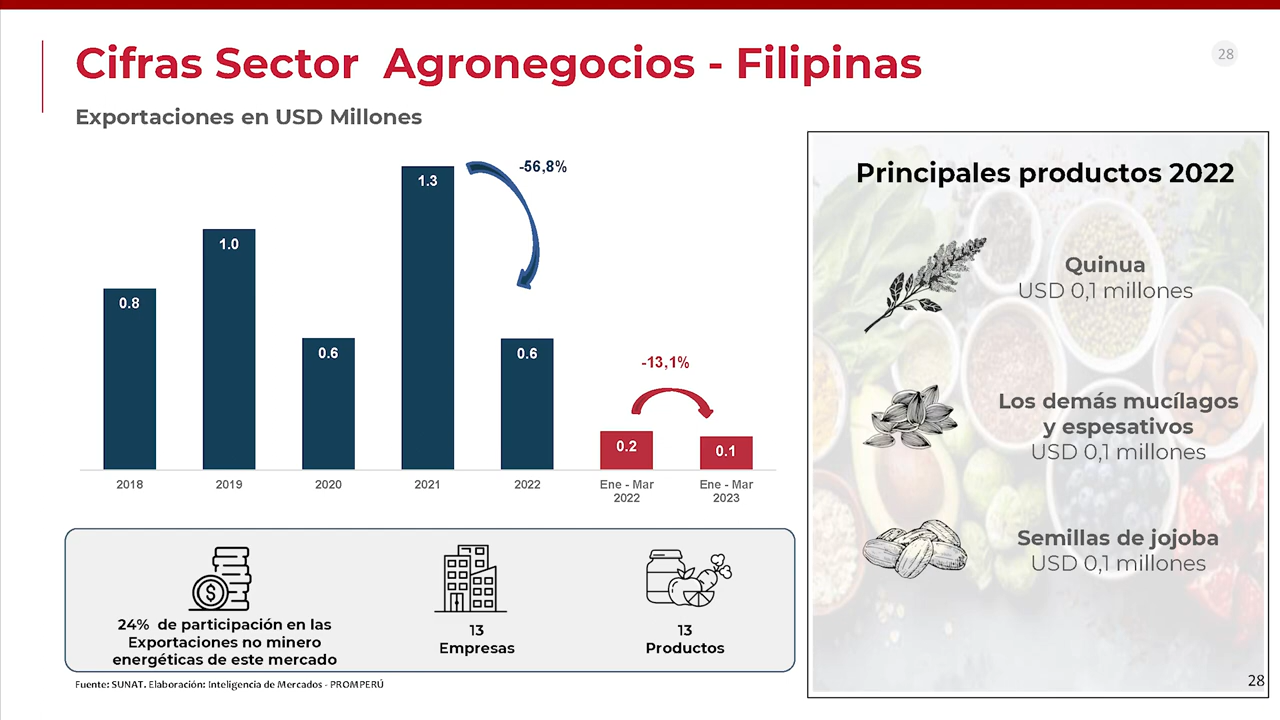 Cifras Sector Agronegocios - Filipinas
28
Exportaciones en USD Millones
-56,8%
1.3
1.0
0.8
0.6
0.6
-13,1%
0.2
0.1
2018
2019
2020
2021
2022
Ene - Mar
2022
Ene - Mar
2023
$
24% de participación en las
Exportaciones no minero
energéticas de este mercado
13
Empresas
13
Productos
Fuente: SUNAT. Elaboración: Inteligencia de Mercados - PROMPERÚ
Principales productos 2022
Quinua
USD 0,1 millones
Los demás mucílagos
y espesativos
USD 0,1 millones
Semillas de jojoba
USD 0,1 millones
28